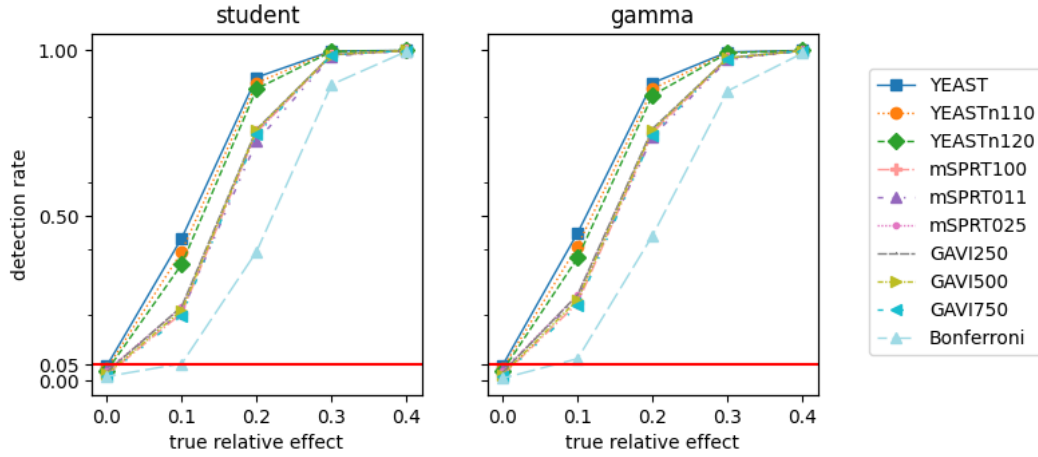 student
gamma
detection rate
1.00
0.50
0.05
0.00
0.0 0.1 0.2 0.3 0.4
true relative effect
0.0 0.1 0.2 0.3 0.4
true relative effect
YEAST
YEASTn110
YEASTn120
mSPRT100
mSPRT011
mSPRT025
GAVI250
GAVI500
GAVI750
Bonferroni